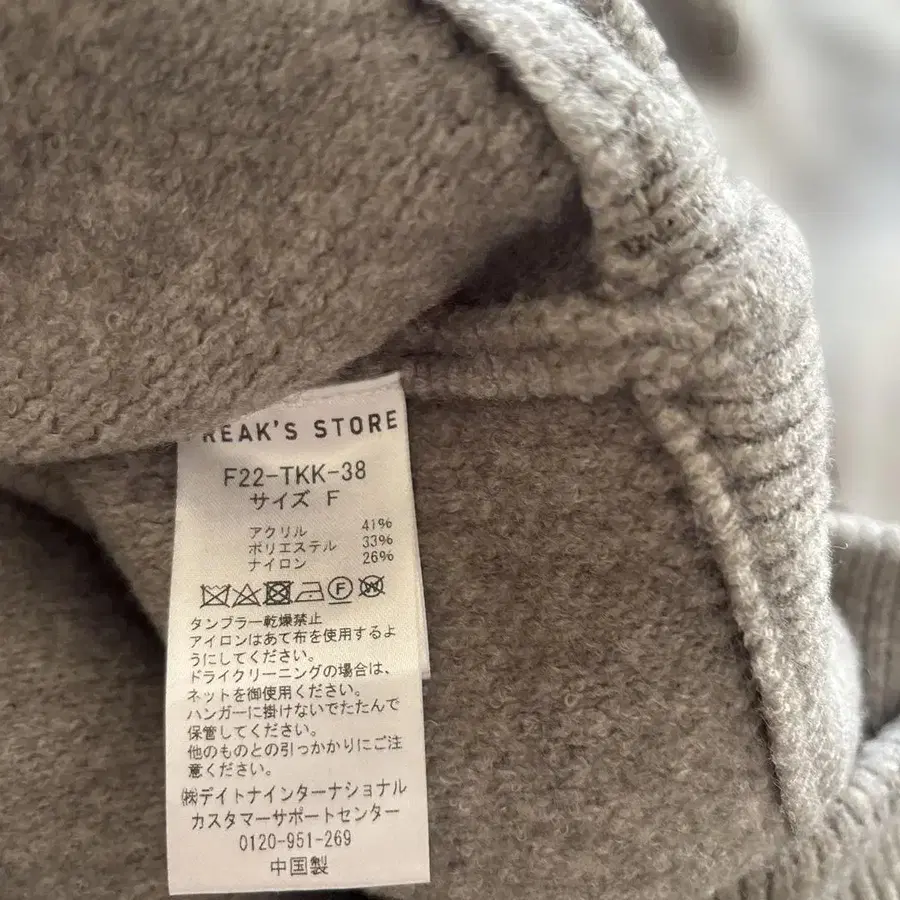 REAK'S STORE
F22-TKK-38
サイズ F
アクリル 41%
ポリエステル 33%
ナイロン 26%
タンブラー乾燥禁止
アイロンはあて布を使用するよ
うにしてください。
ドライクリーニングの場合は、
ネットを御使用ください。
ハンガーに掛けないでたたんで
保管してください。
他のものとの引っかかりにご注
意ください。
㈱デイトナインターナショナル
カスタマーサポートセンター
0120-951-269
中国製